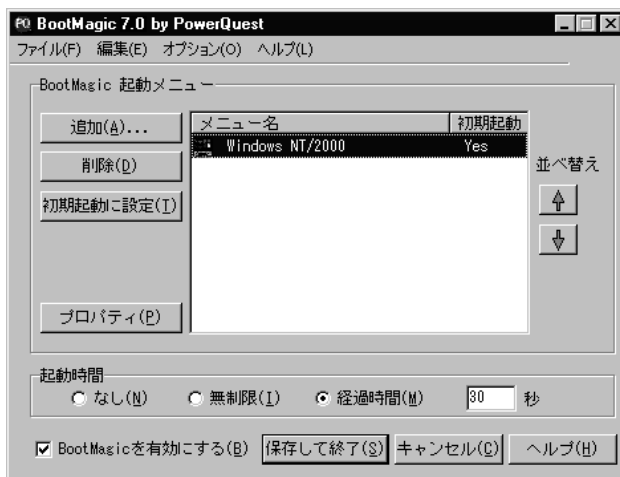 BootMagic 7.0 by PowerQuest
ファイル(F) 編集(E) オプション(O) ヘルプ(L)
BootMagic 起動メニュー
追加(A)...
削除(D)
初期起動に設定(T)
プロパティ(P)
メニュー名 初期起動
Windows NT/2000 Yes
並べ替え
起動時間
なし(N) 無制限(I) 経過時間(M) 30 秒
BootMagicを有効にする(B) 保存して終了(S) キャンセル(C) ヘルプ(H)